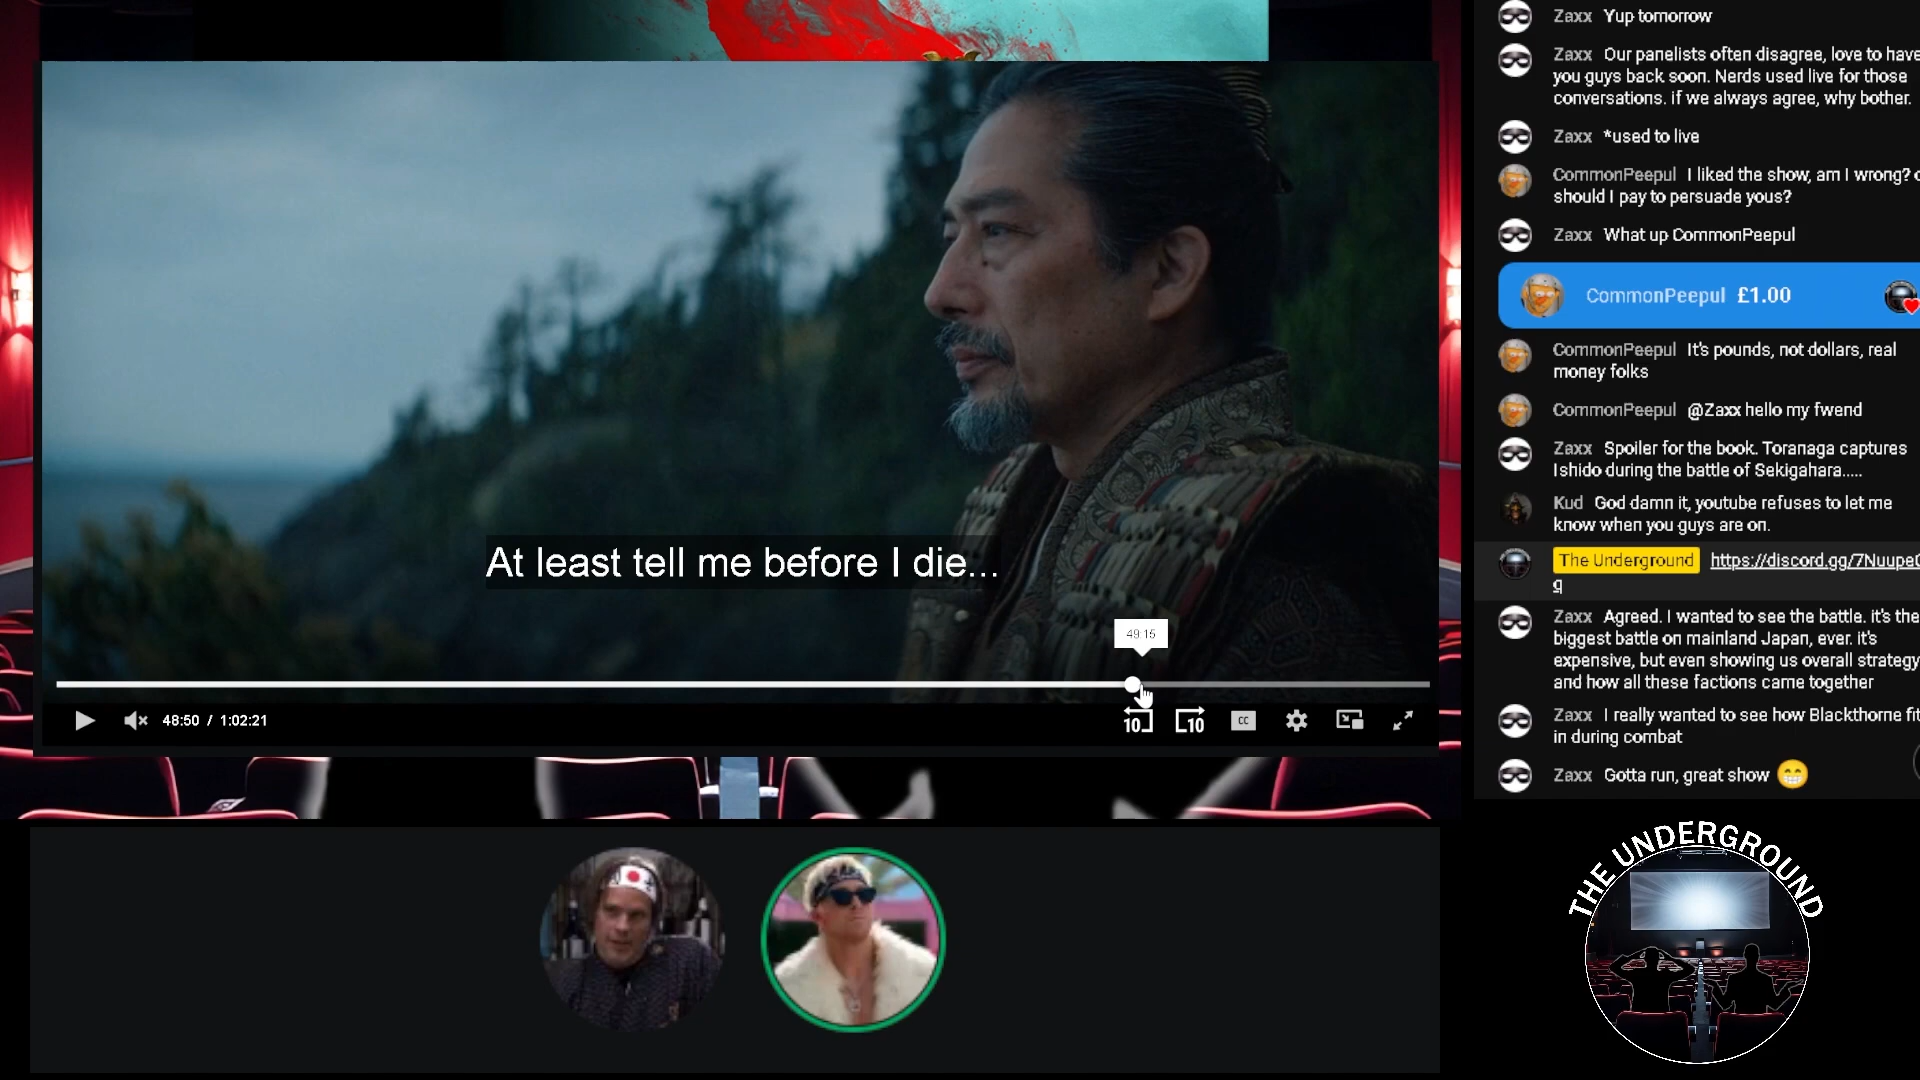 At least tell me before I die...
49:15
48:50 / 1:02:21
10
10
CC
Zaxx Yup tomorrow
Zaxx Our panelists often disagree, love to have
you guys back soon. Nerds used live for those
conversations. if we always agree, why bother.
Zaxx *used to live
CommonPeepul I liked the show, am I wrong?
should I pay to persuade yous?
Zaxx What up CommonPeepul
CommonPeepul £1.00
CommonPeepul It's pounds, not dollars, real
money folks
CommonPeepul @Zaxx hello my fwend
Zaxx Spoiler for the book. Toranaga captures
Ishido during the battle of Sekigahara.....
Kud God damn it, youtube refuses to let me
know when you guys are on.
The Underground https://discord.gg/7Nuupe
g
Zaxx Agreed. I wanted to see the battle. it's the
biggest battle on mainland Japan, ever. it's
expensive, but even showing us overall strategy
and how all these factions came together
Zaxx I really wanted to see how Blackthorne fit
in during combat
Zaxx Gotta run, great show 😁
THE UNDERGROUND